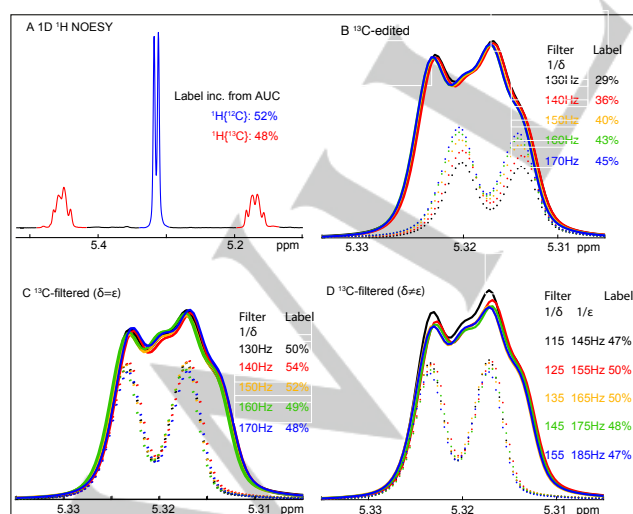 A 1D ¹H NOESY
Label inc. from AUC
¹H{¹²C}: 52%
¹H{¹³C}: 48%
5.4
5.2
ppm
B ¹³C-edited
Filter Label
1/δ
130Hz 29%
140Hz 36%
150Hz 40%
160Hz 43%
170Hz 45%
5.33
5.32
5.31
ppm
C ¹³C-filtered (δ=ε)
Filter Label
1/δ
130Hz 50%
140Hz 54%
150Hz 52%
160Hz 49%
170Hz 48%
5.33
5.32
5.31
ppm
D ¹³C-filtered (δ≠ε)
Filter Label
1/δ 1/ε
115 145Hz 47%
125 155Hz 50%
135 165Hz 50%
145 175Hz 48%
155 185Hz 47%
5.33
5.32
5.31
ppm